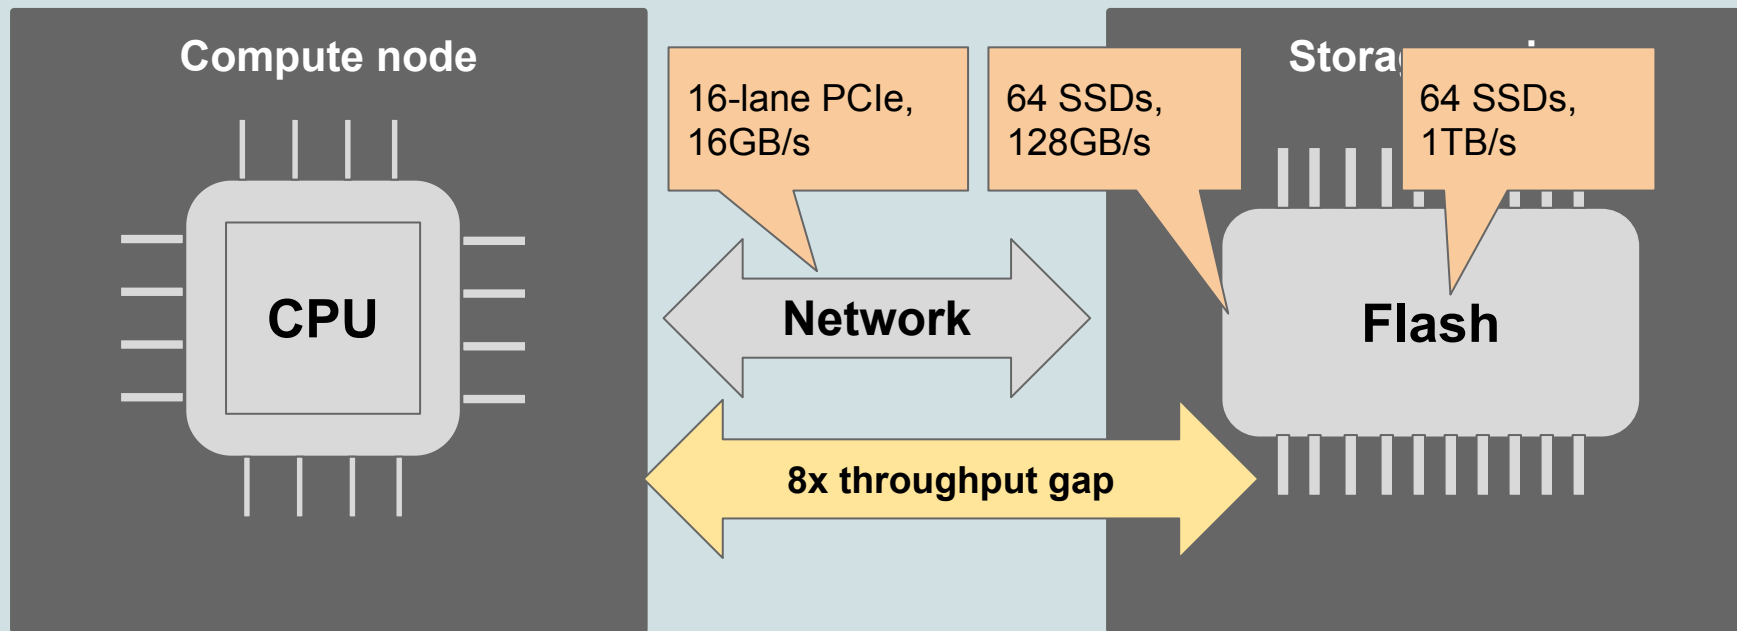 Compute node
16-lane PCIe,
16GB/s
64 SSDs,
128GB/s
64 SSDs,
1TB/s
CPU
Network
Flash
8x throughput gap